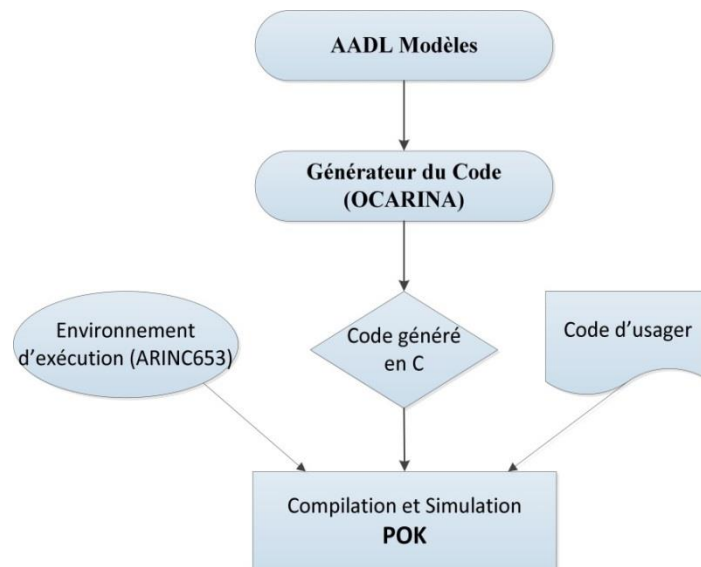 AADL Modèles
Générateur du Code
(OCARINA)
Environnement
d’exécution (ARINC653)
Code généré
en C
Code d’usager
Compilation et Simulation
POK